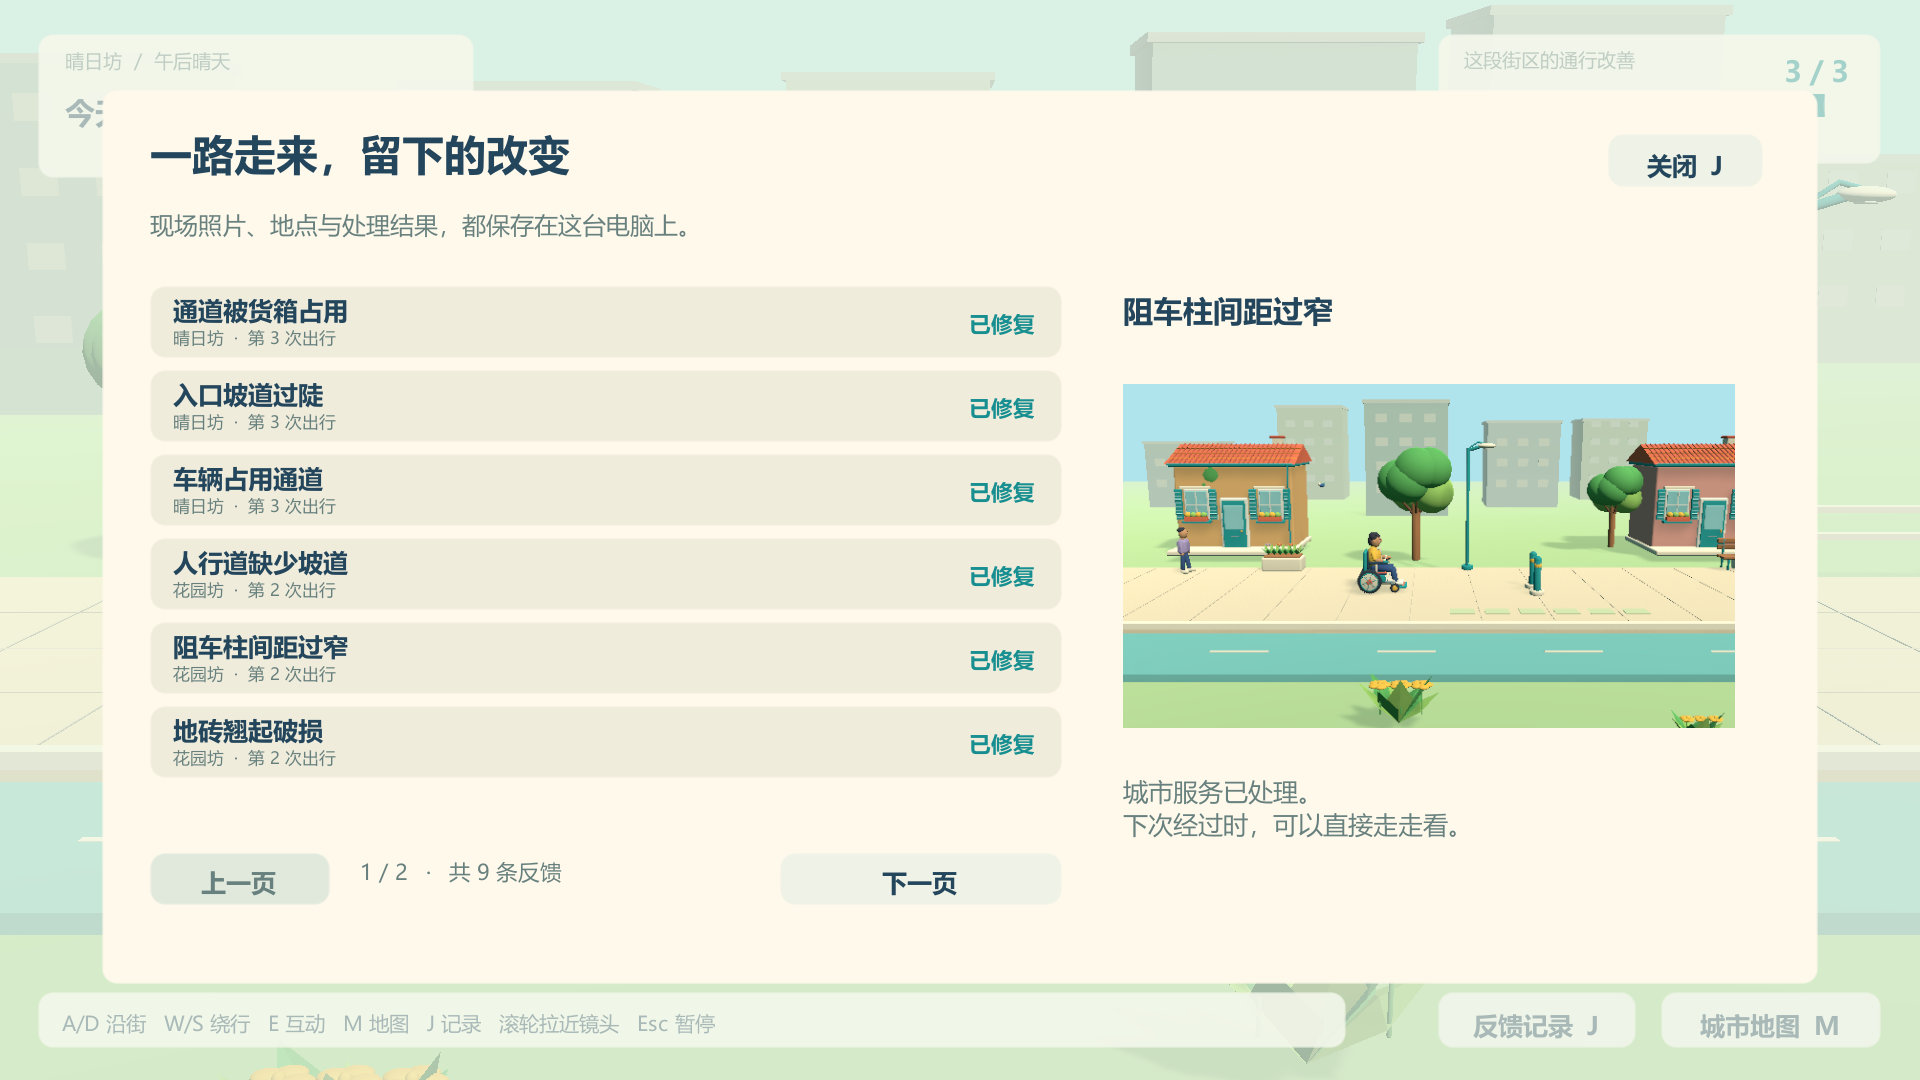 晴日坊 / 午后晴天
今天
这段街区的通行改善
3 / 3
一路走来，留下的改变
关闭 J
现场照片、地点与处理结果，都保存在这台电脑上。
通道被货箱占用
晴日坊 · 第 3 次出行
已修复
入口坡道过陡
晴日坊 · 第 3 次出行
已修复
车辆占用通道
晴日坊 · 第 3 次出行
已修复
人行道缺少坡道
花园坊 · 第 2 次出行
已修复
阻车柱间距过窄
花园坊 · 第 2 次出行
已修复
地砖翘起破损
花园坊 · 第 2 次出行
已修复
上一页
1 / 2 · 共 9 条反馈
下一页
阻车柱间距过窄
城市服务已处理。
下次经过时，可以直接走走看。
A/D 沿街 W/S 绕行 E 互动 M 地图 J 记录 滚轮拉近镜头 Esc 暂停
反馈记录 J
城市地图 M